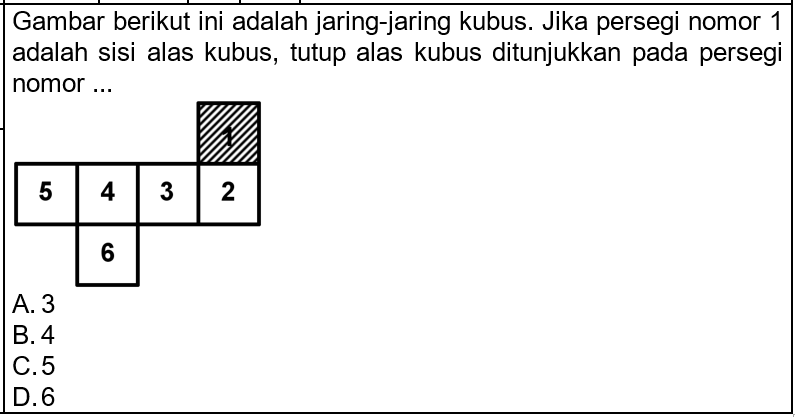 Gambar berikut ini adalah jaring-jaring kubus. Jika persegi nomor 1
adalah sisi alas kubus, tutup alas kubus ditunjukkan pada persegi
nomor ...
1
5 4 3 2
6
A. 3
B. 4
C. 5
D. 6